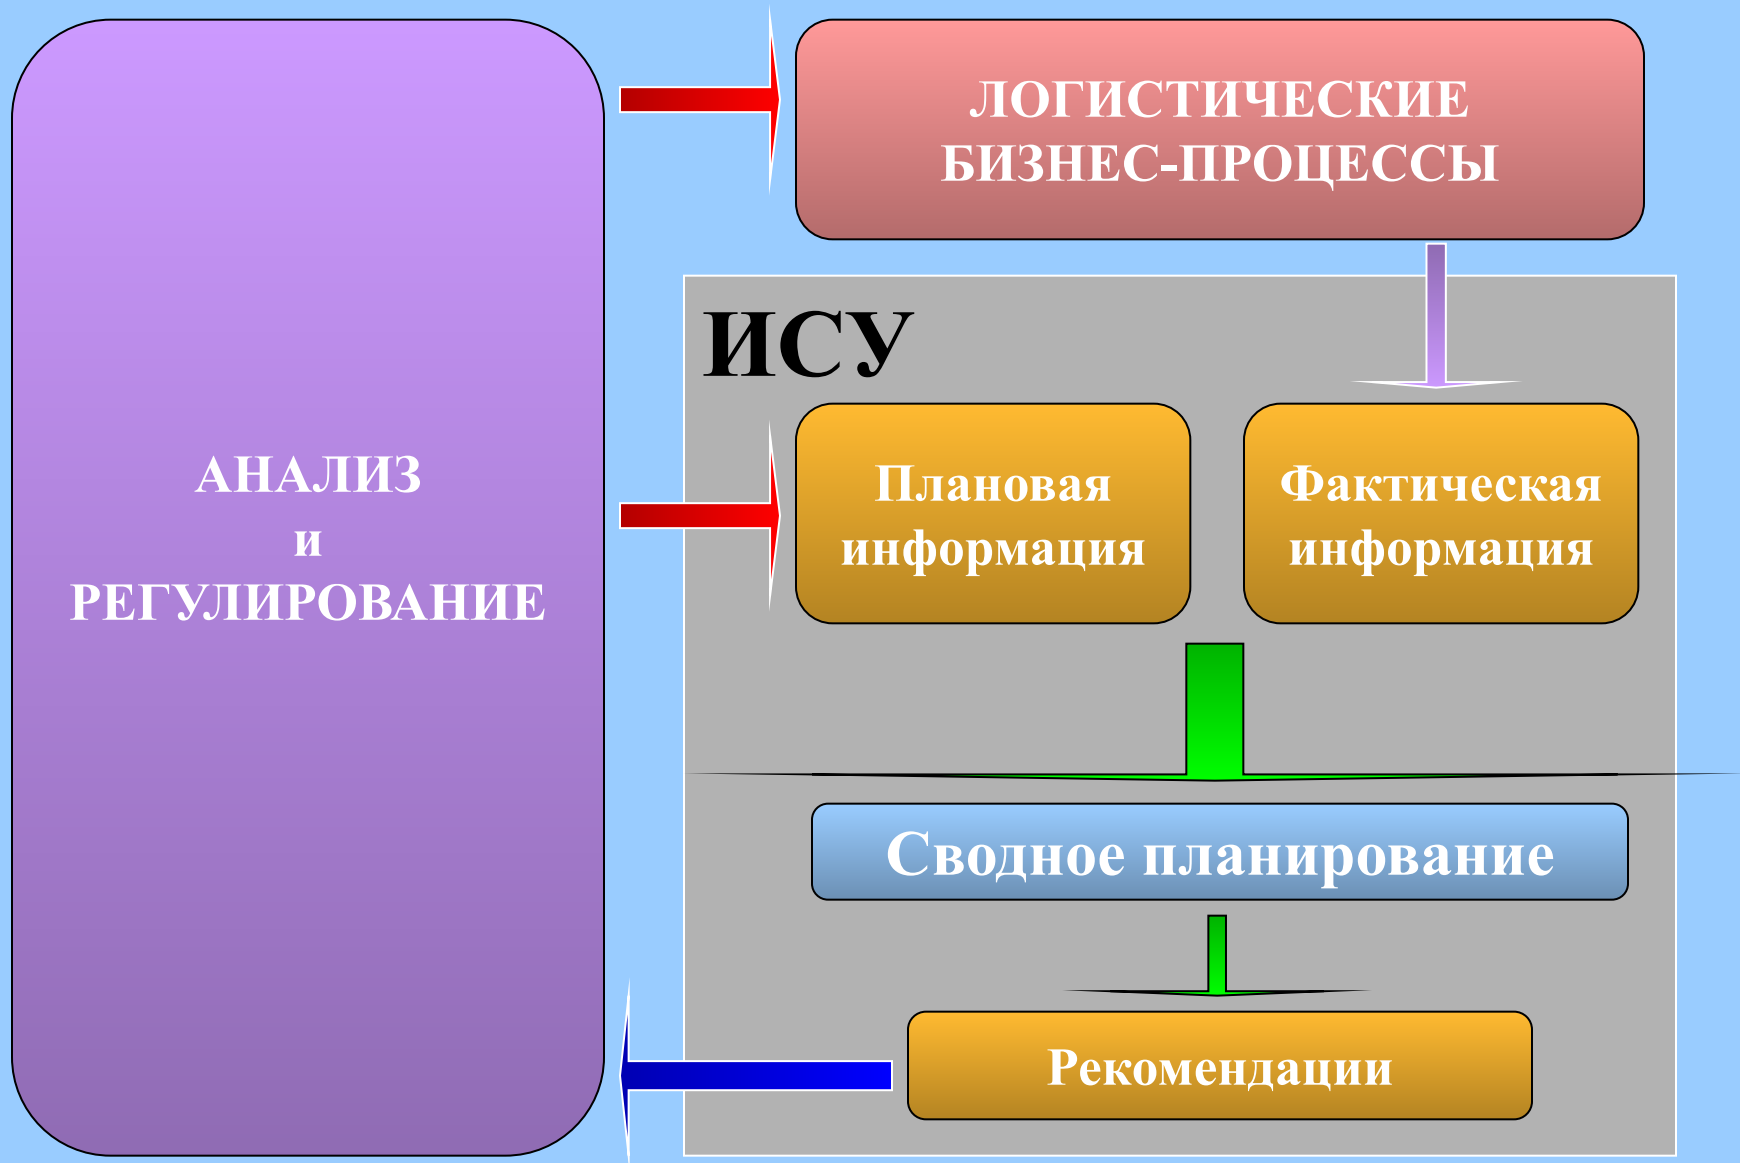 ЛОГИСТИЧЕСКИЕ
БИЗНЕС-ПРОЦЕССЫ
АНАЛИЗ
и
РЕГУЛИРОВАНИЕ
ИСУ
Плановая
информация
Фактическая
информация
Сводное планирование
Рекомендации